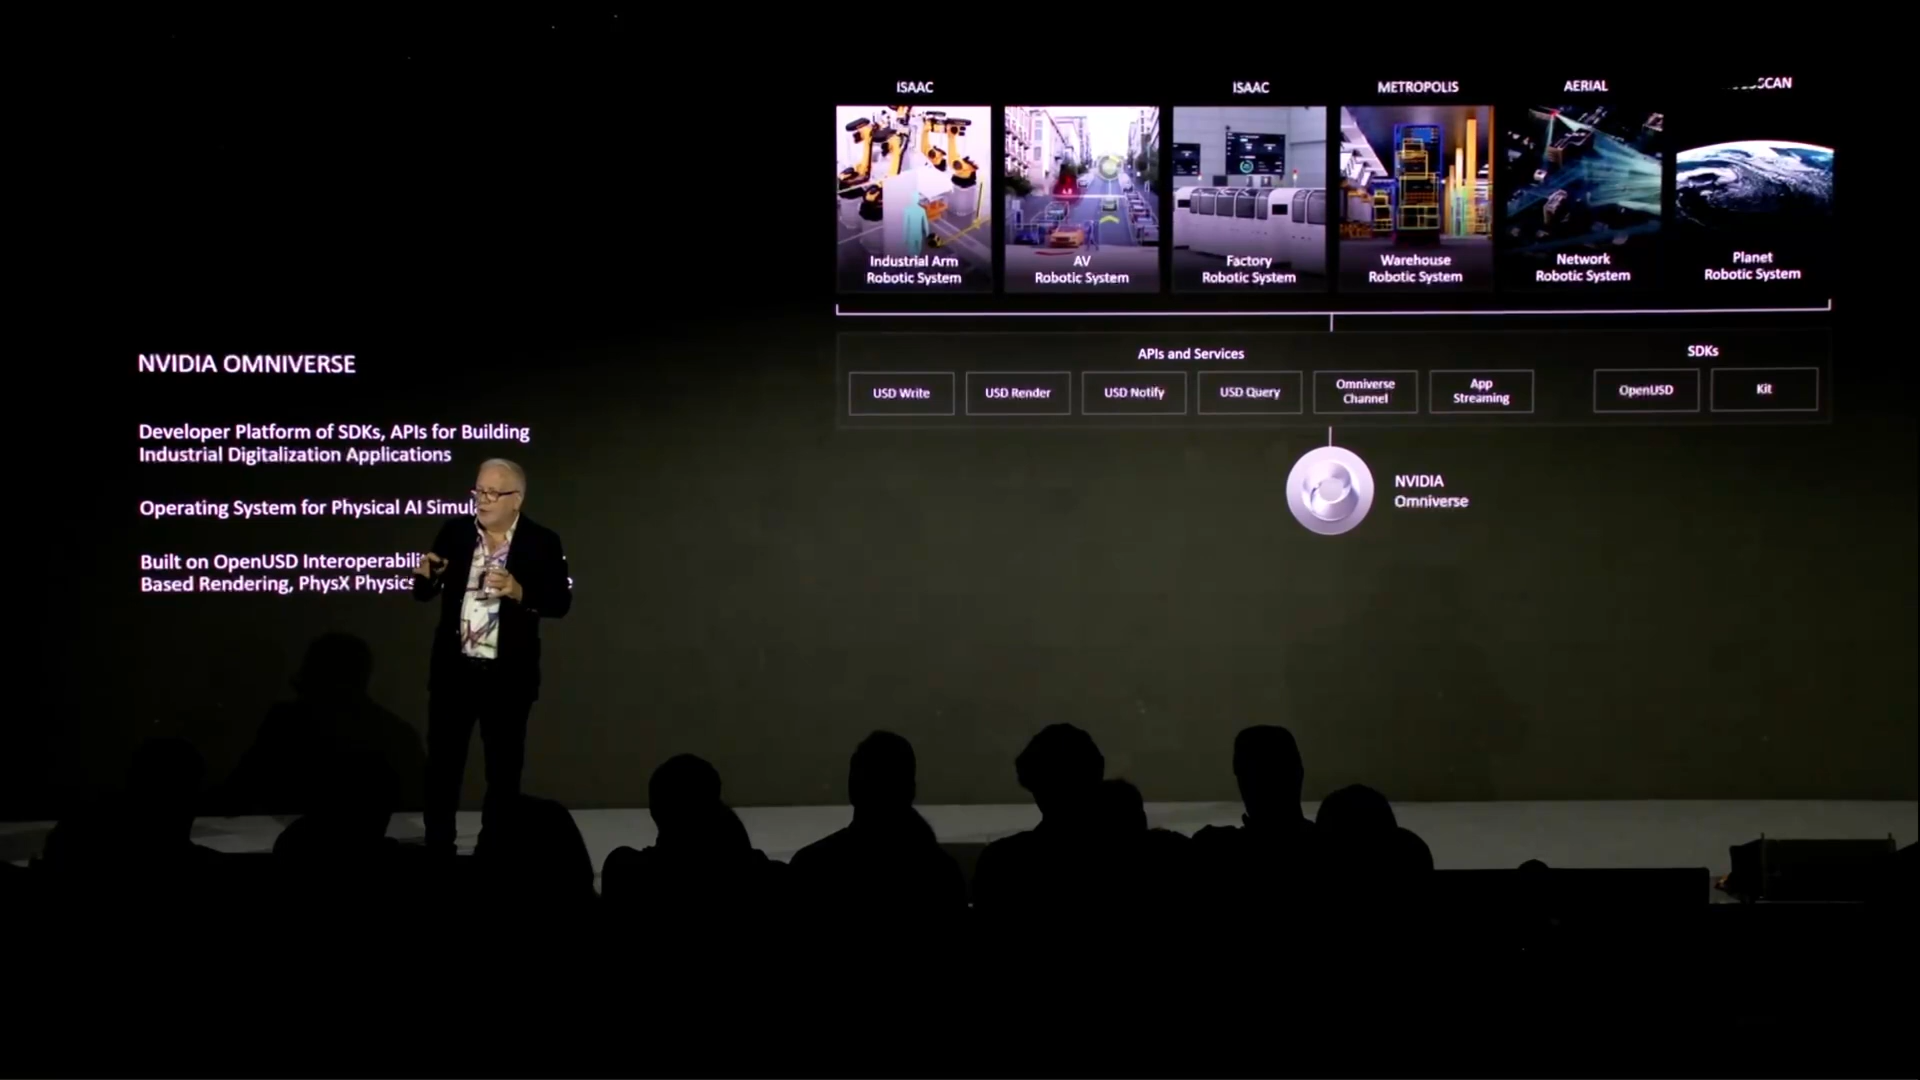 NVIDIA OMNIVERSE
Developer Platform of SDKs, APIs for Building
Industrial Digitalization Applications
Operating System for Physical AI
Built on OpenUSD
Based Rendering, PhysX Physics
ISAAC
ISAAC
METROPOLIS
AERIAL
Industrial Arm
Robotic System
AV
Robotic System
Factory
Robotic System
Warehouse
Robotic System
Network
Robotic System
Planet
Robotic System
APIs and Services
USD Write
USD Render
USD Notify
USD Query
Omniverse
Channel
App
Streaming
SDKs
OpenUSD
Kit
NVIDIA
Omniverse